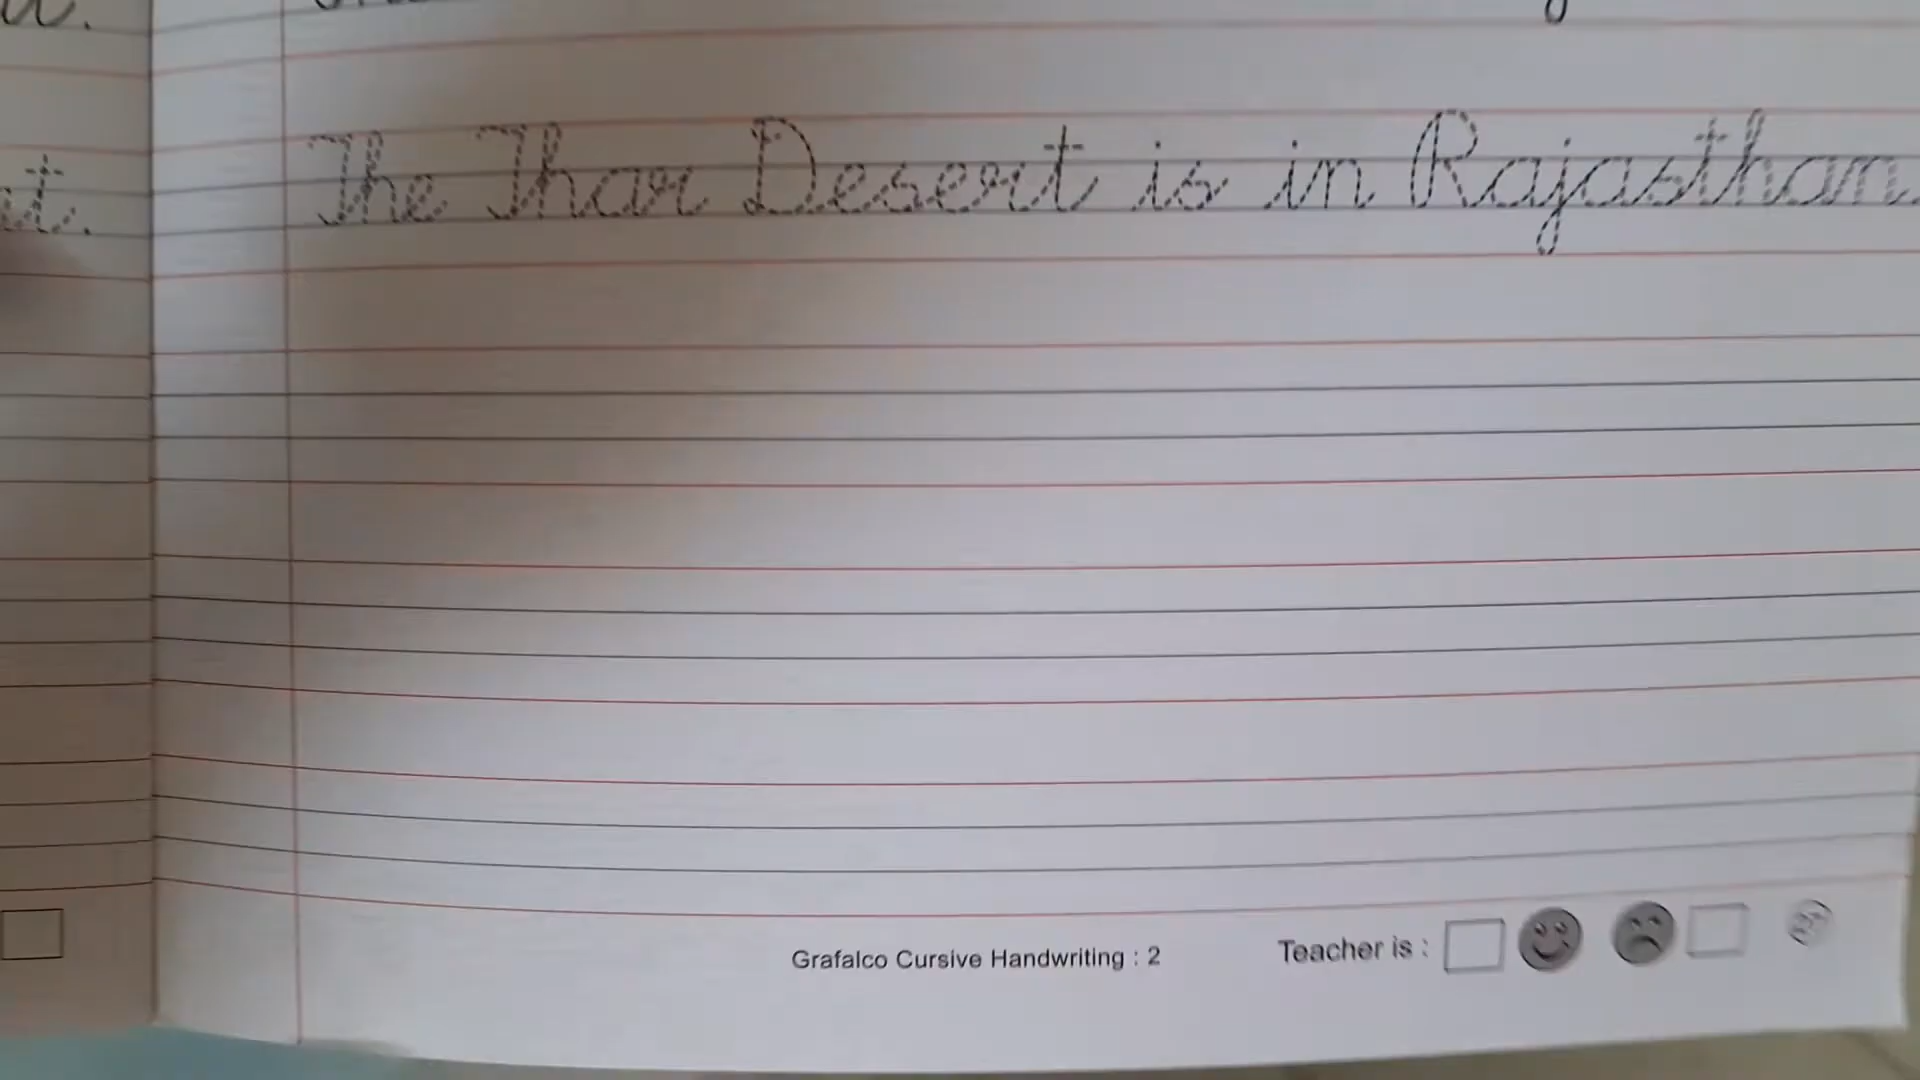 The Thar Desert is in Rajasthan.
Grafalco Cursive Handwriting : 2
Teacher is :